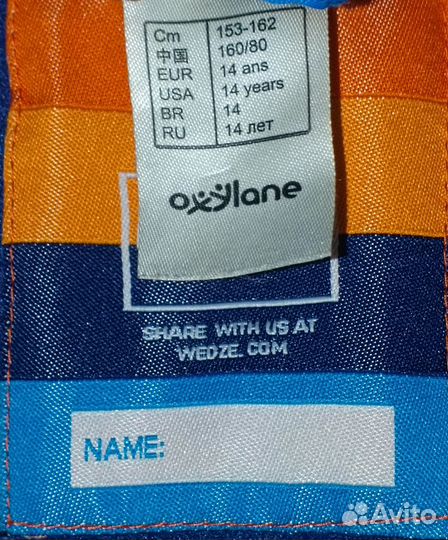 Cm 153-162
中国 160/80
EUR 14 ans
USA 14 years
BR 14
RU 14 лет
oxylane
SHARE WITH US AT
WEDZE.COM
NAME:
Avito